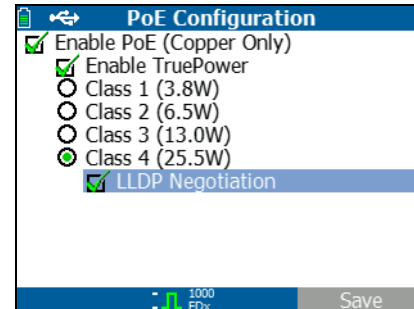 PoE Configuration
Enable PoE (Copper Only)
Enable TruePower
Class 1 (3.8W)
Class 2 (6.5W)
Class 3 (13.0W)
Class 4 (25.5W)
LLDP Negotiation
1000
FDx
Save